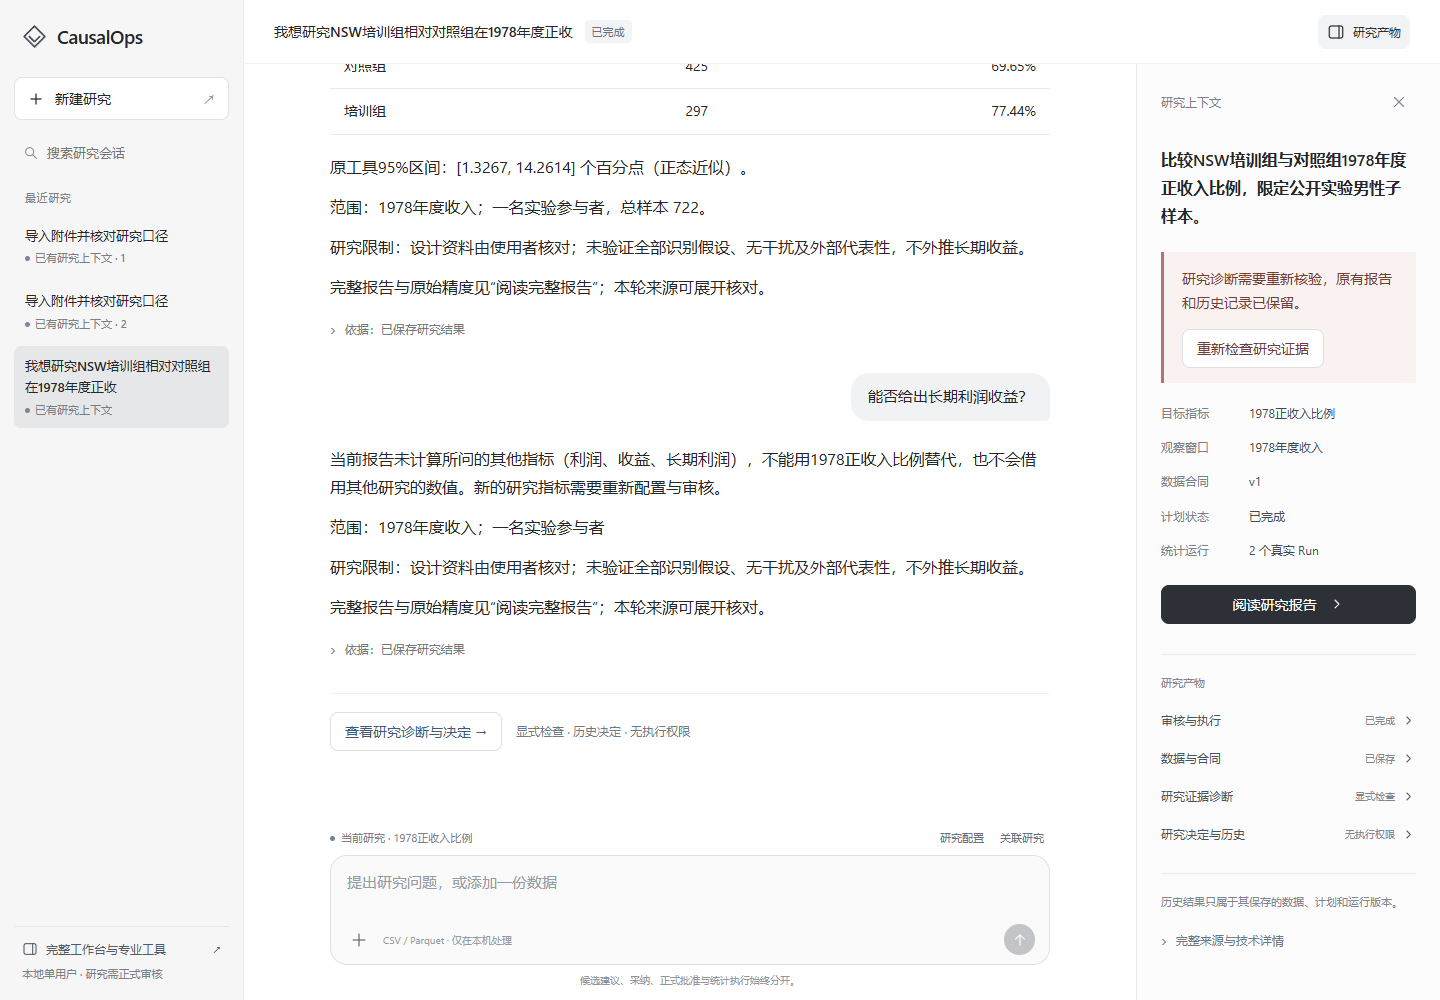 CausalOps
新建研究
搜索研究会话
最近研究
导入附件并核对研究口径
已有研究上下文 · 1
导入附件并核对研究口径
已有研究上下文 · 2
我想研究NSW培训组相对对照组
在1978年度正收
已有研究上下文
完整工作台与专业工具
本地单用户 · 研究需正式审核
我想研究NSW培训组相对对照组在1978年度正收
已完成
研究产物
对照组 425 69.65%
培训组 297 77.44%
原工具95%区间：[1.3267, 14.2614] 个百分点（正态近似）。
范围：1978年度收入；一名实验参与者，总样本 722。
研究限制：设计资料由使用者核对；未验证全部识别假设、无干扰及外部代表性，不外推长期收益。
完整报告与原始精度见“阅读完整报告”；本轮来源可展开核对。
依据：已保存研究结果
能否给出长期利润收益？
当前报告未计算所问的其他指标（利润、收益、长期利润），不能用1978正收入比例替代，也不会借
用其他研究的数值。新的研究指标需要重新配置与审核。
范围：1978年度收入；一名实验参与者
研究限制：设计资料由使用者核对；未验证全部识别假设、无干扰及外部代表性，不外推长期收益。
完整报告与原始精度见“阅读完整报告”；本轮来源可展开核对。
依据：已保存研究结果
查看研究诊断与决定 →
显式检查 · 历史决定 · 无执行权限
当前研究 · 1978正收入比例
研究配置 关联研究
提出研究问题，或添加一份数据
CSV / Parquet · 仅在本机处理
候选建议、采纳、正式批准与统计执行始终分开。
研究上下文
比较NSW培训组与对照组1978年度
正收入比例，限定公开实验男性子
样本。
研究诊断需要重新核验，原有报告
和历史记录已保留。
重新检查研究证据
目标指标 1978正收入比例
观察窗口 1978年度收入
数据合同 v1
计划状态 已完成
统计运行 2 个真实 Run
阅读研究报告
研究产物
审核与执行 已完成
数据与合同 已保存
研究证据诊断 显式检查
研究决定与历史 无执行权限
历史结果只属于其保存的数据、计划和运行版本。
完整来源与技术详情